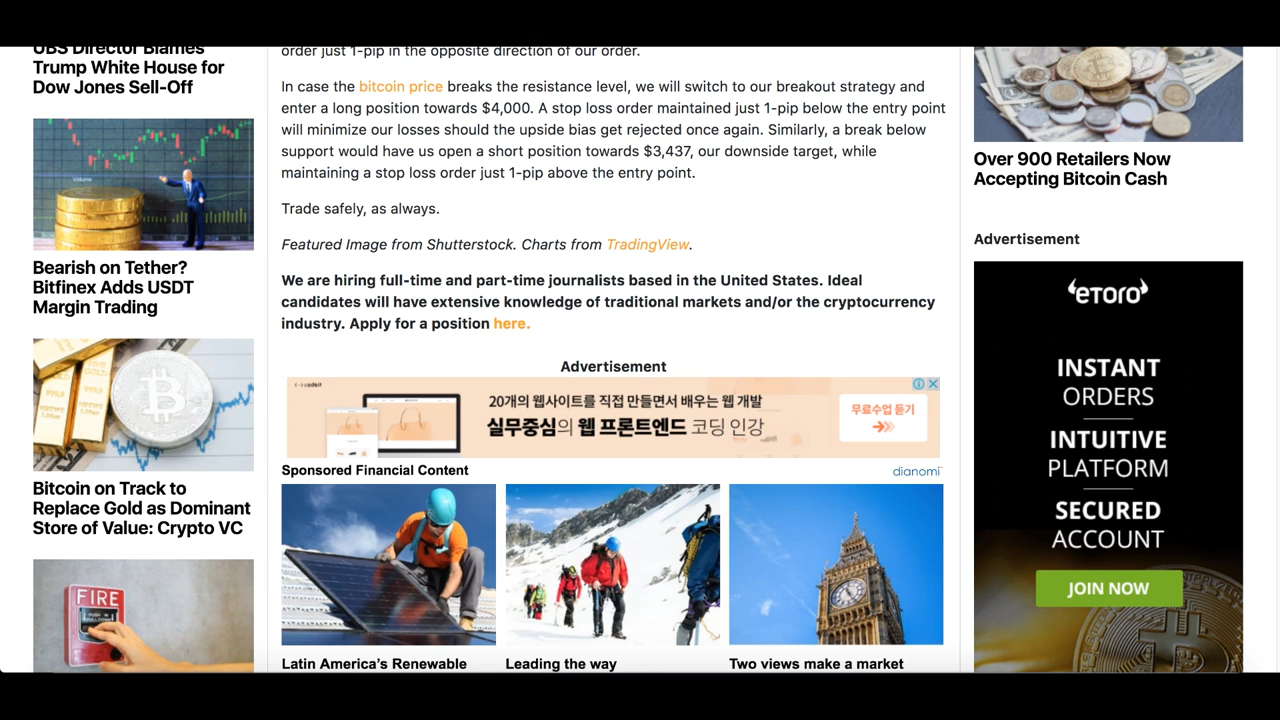 UBS Director Blames
Trump White House for
Dow Jones Sell-Off
Bearish on Tether?
Bitfinex Adds USDT
Margin Trading
Bitcoin on Track to
Replace Gold as Dominant
Store of Value: Crypto VC
FIRE
order just 1-pip in the opposite direction of our order.
In case the bitcoin price breaks the resistance level, we will switch to our breakout strategy and
enter a long position towards $4,000. A stop loss order maintained just 1-pip below the entry point
will minimize our losses should the upside bias get rejected once again. Similarly, a break below
support would have us open a short position towards $3,437, our downside target, while
maintaining a stop loss order just 1-pip above the entry point.
Trade safely, as always.
Featured Image from Shutterstock. Charts from TradingView.
We are hiring full-time and part-time journalists based in the United States. Ideal
candidates will have extensive knowledge of traditional markets and/or the cryptocurrency
industry. Apply for a position here.
Advertisement
20개의 웹사이트를 직접 만들면서 배우는 웹 개발
실무중심의 웹 프론트엔드 코딩 인강
무료수업 듣기
Sponsored Financial Content
dianomi
Latin America's Renewable
Leading the way
Two views make a market
Over 900 Retailers Now
Accepting Bitcoin Cash
Advertisement
eToro
INSTANT
ORDERS
INTUITIVE
PLATFORM
SECURED
ACCOUNT
JOIN NOW